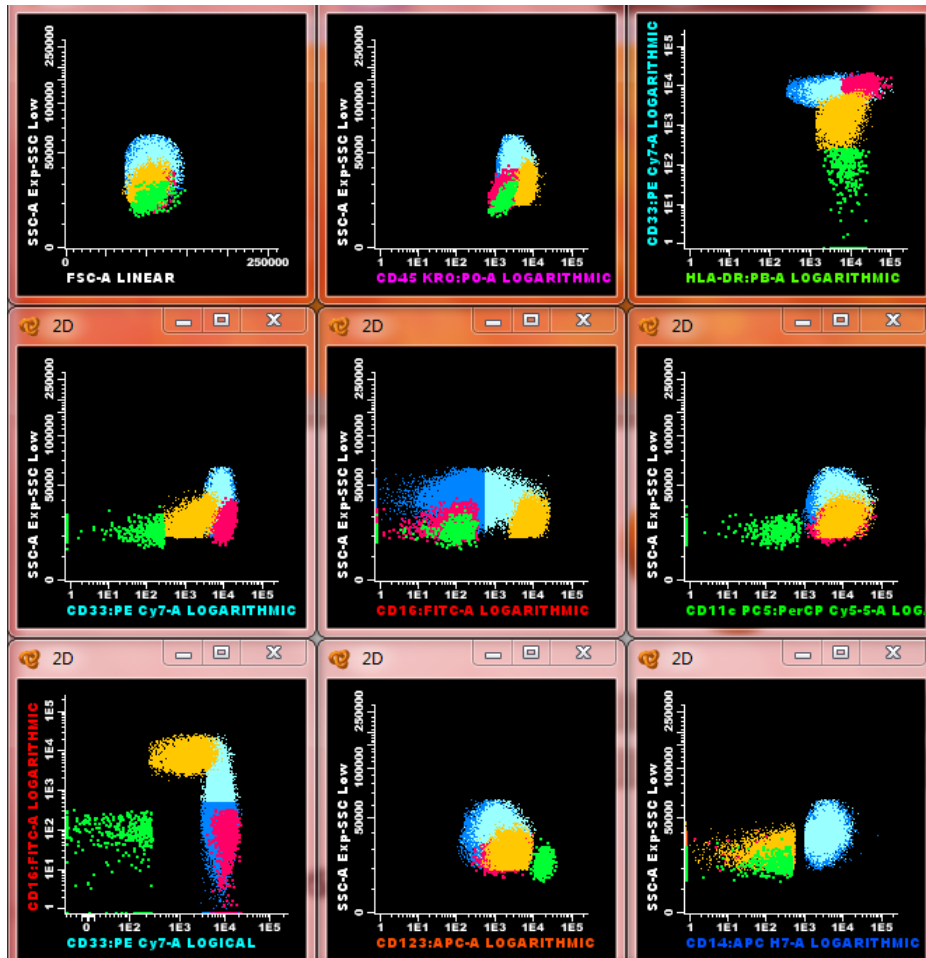 SSC-A Exp-SSC Low
250000
100000
50000
0
0
250000
FSC-A LINEAR
SSC-A Exp-SSC Low
250000
100000
50000
0
1 1E1 1E2 1E3 1E4 1E5
CD45 KRO:PO-A LOGARITHMIC
CD33:PE Cy7-A LOGARITHMIC
1E5
1E4
1E3
1E2
1E1
1
1 1E1 1E2 1E3 1E4 1E5
HLA-DR:PB-A LOGARITHMIC
2D
SSC-A Exp-SSC Low
250000
100000
50000
0
1 1E1 1E2 1E3 1E4 1E5
CD33:PE Cy7-A LOGARITHMIC
2D
SSC-A Exp-SSC Low
250000
100000
50000
0
1 1E1 1E2 1E3 1E4 1E5
CD16:FITC-A LOGARITHMIC
2D
SSC-A Exp-SSC Low
250000
100000
50000
0
1 1E1 1E2 1E3 1E4 1E5
CD11c PC5:PerCP Cy5-5-A LOG
2D
CD16:FITC-A LOGARITHMIC
1E5
1E4
1E3
1E2
1E1
1
0 1E3 1E4 1E5
CD33:PE Cy7-A LOGICAL
2D
SSC-A Exp-SSC Low
250000
100000
50000
0
1 1E1 1E2 1E3 1E4 1E5
CD123:APC-A LOGARITHMIC
2D
SSC-A Exp-SSC Low
250000
100000
50000
0
1 1E1 1E2 1E3 1E4 1E5
CD14:APC H7-A LOGARITHMIC